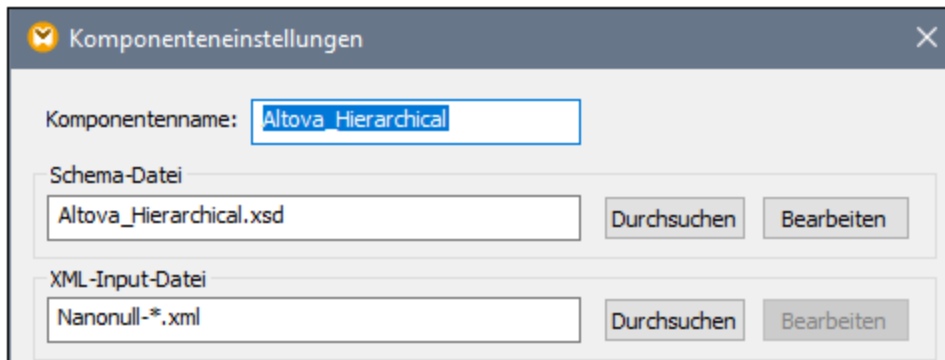 Komponenteneinstellungen
Komponentenname: Altova_Hierarchical
Schema-Datei
Altova_Hierarchical.xsd Durchsuchen Bearbeiten
XML-Input-Datei
Nanonull-*.xml Durchsuchen Bearbeiten